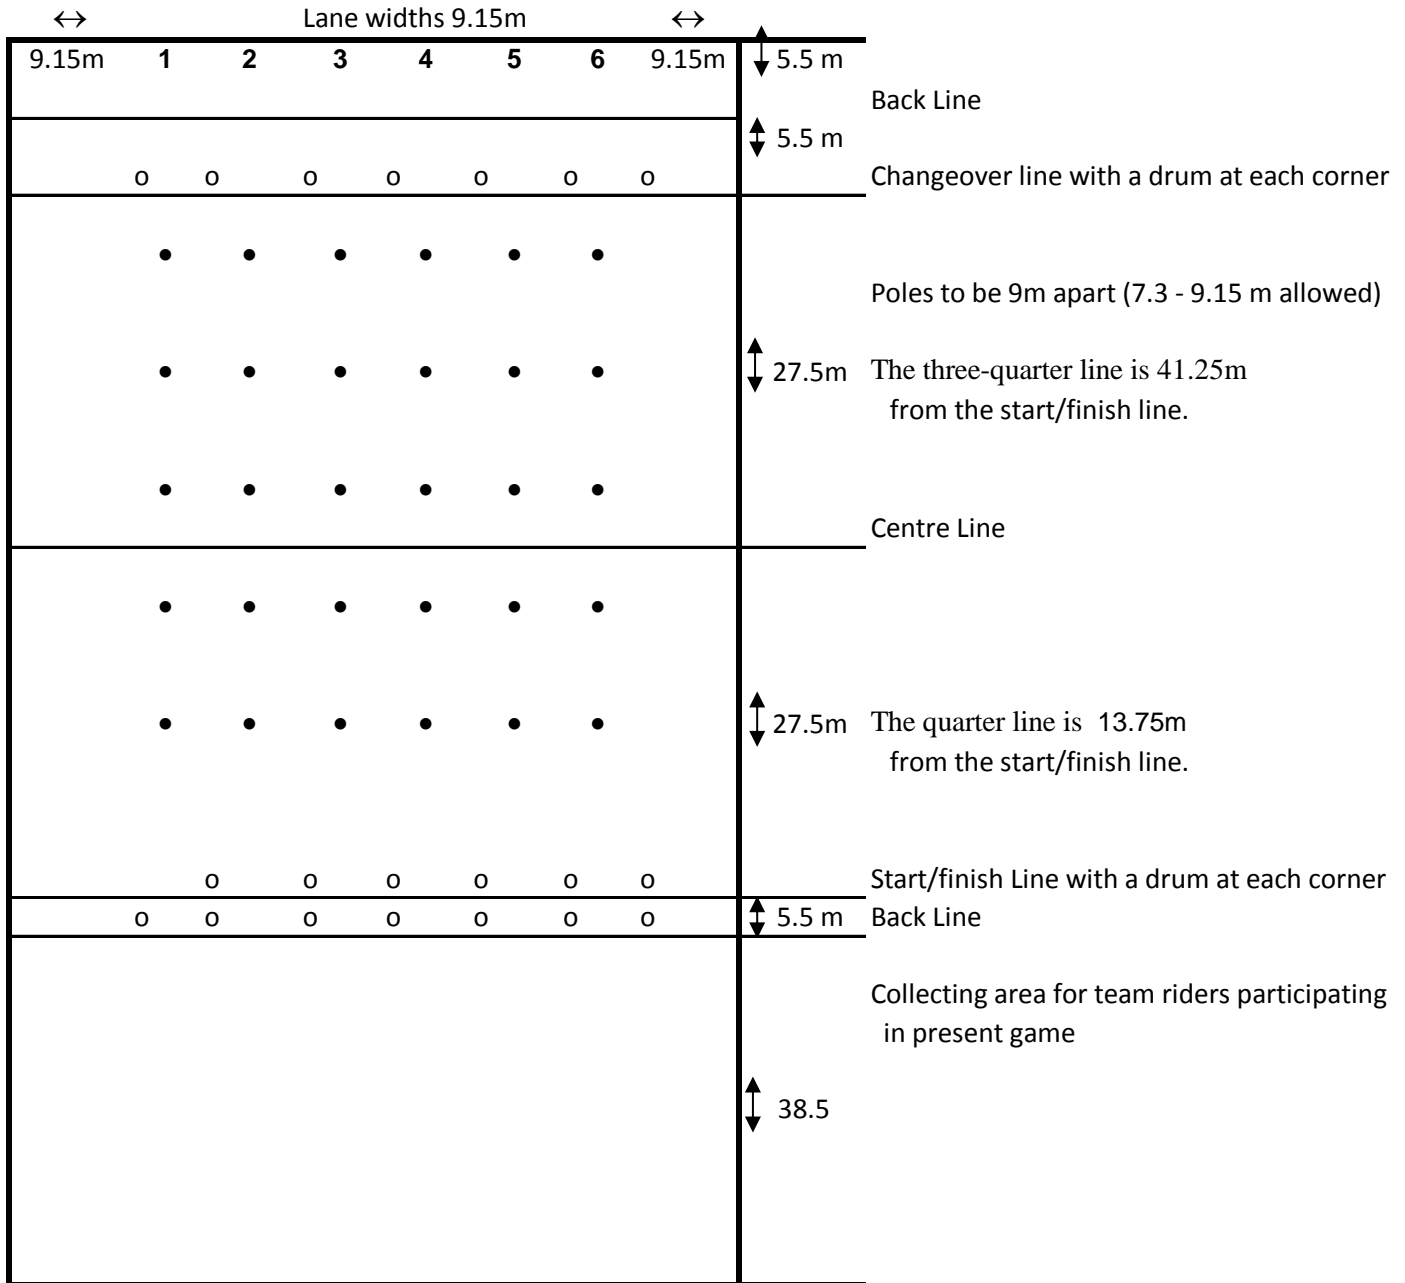 ↔ Lane widths 9.15m ↔
9.15m 1 2 3 4 5 6 9.15m 5.5 m
Back Line
5.5 m
o o o o o o o Changeover line with a drum at each corner
Poles to be 9m apart (7.3 - 9.15 m allowed)
27.5m The three-quarter line is 41.25m
from the start/finish line.
Centre Line
27.5m The quarter line is 13.75m
from the start/finish line.
o o o o o o Start/finish Line with a drum at each corner
o o o o o o o 5.5 m Back Line
Collecting area for team riders participating
in present game
38.5